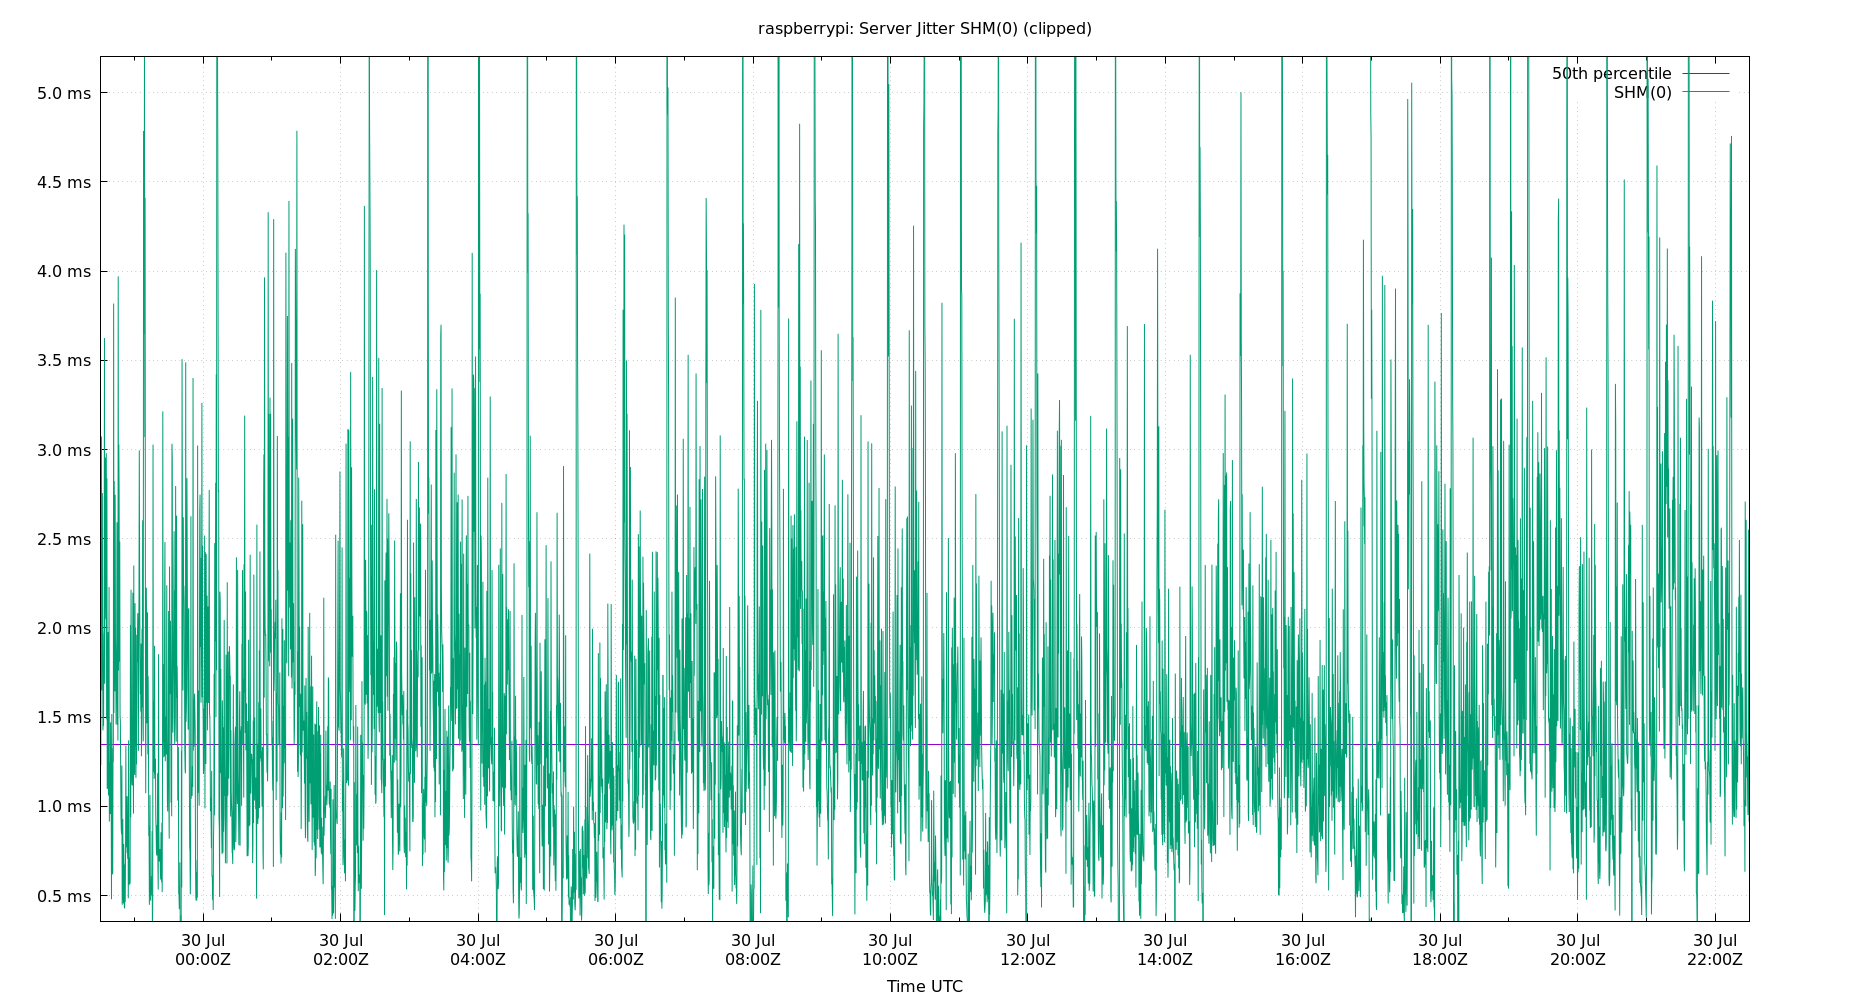 raspberrypi: Server Jitter SHM(0) (clipped)
50th percentile
SHM(0)
5.0 ms
4.5 ms
4.0 ms
3.5 ms
3.0 ms
2.5 ms
2.0 ms
1.5 ms
1.0 ms
0.5 ms
30 Jul 30 Jul 30 Jul 30 Jul 30 Jul 30 Jul 30 Jul 30 Jul 30 Jul 30 Jul 30 Jul 30 Jul
00:00Z 02:00Z 04:00Z 06:00Z 08:00Z 10:00Z 12:00Z 14:00Z 16:00Z 18:00Z 20:00Z 22:00Z
Time UTC